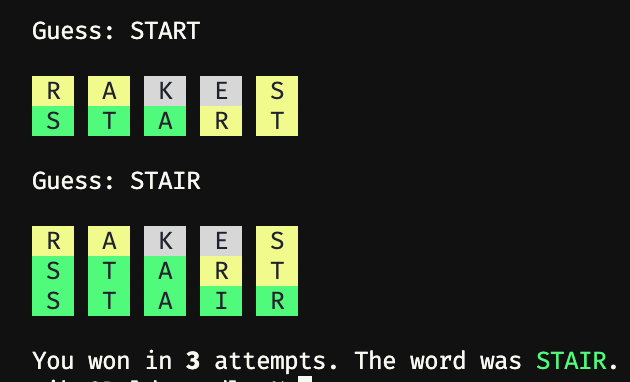 Guess: START
R A K E S
S T A R T
Guess: STAIR
R A K E S
S T A R T
S T A I R
You won in 3 attempts. The word was STAIR.